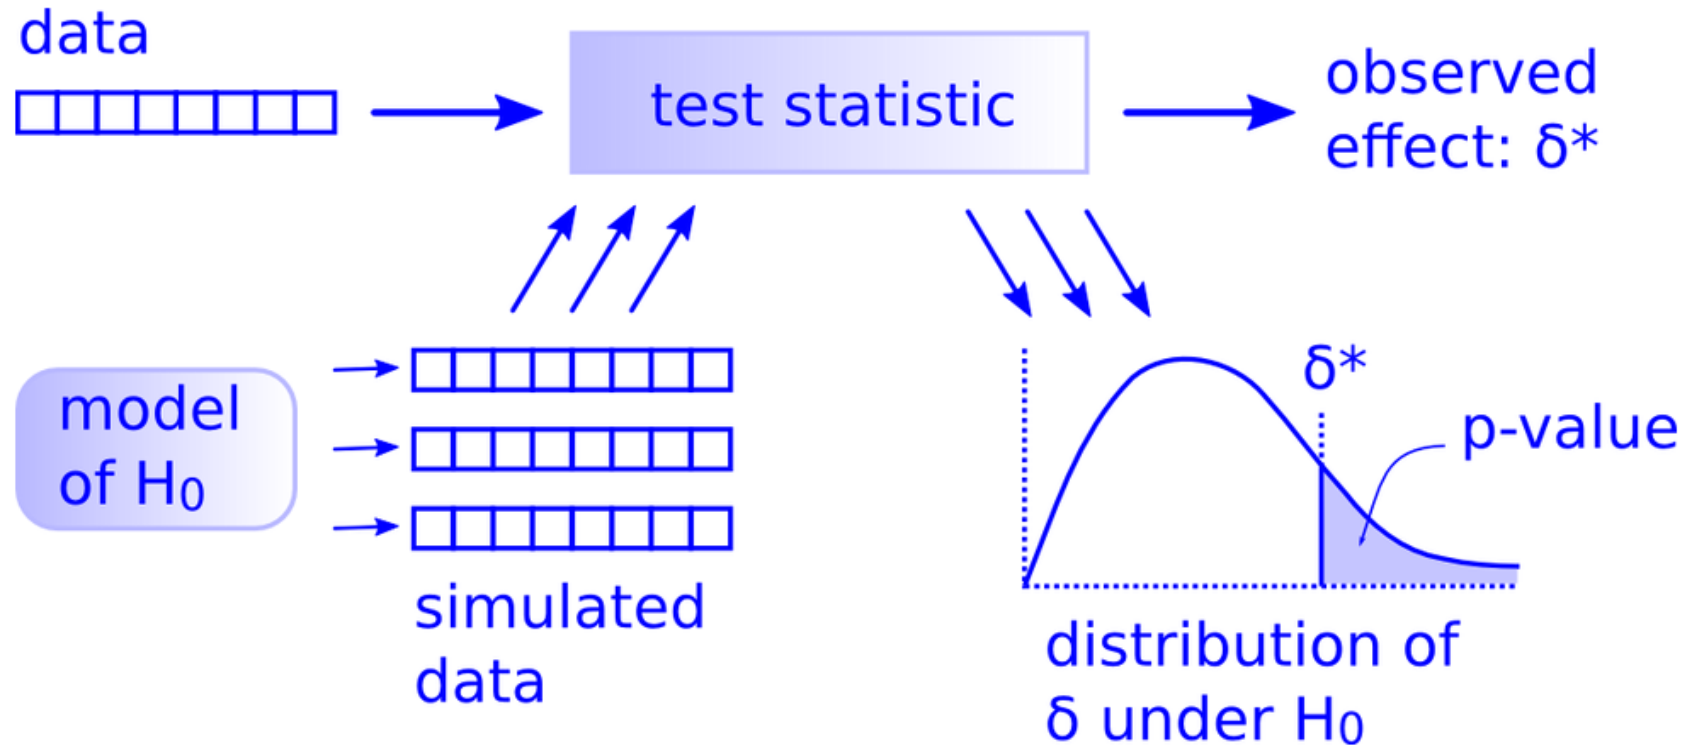 data
test statistic
observed
effect: δ*
model
of H₀
simulated
data
δ*
p-value
distribution of
δ under H₀